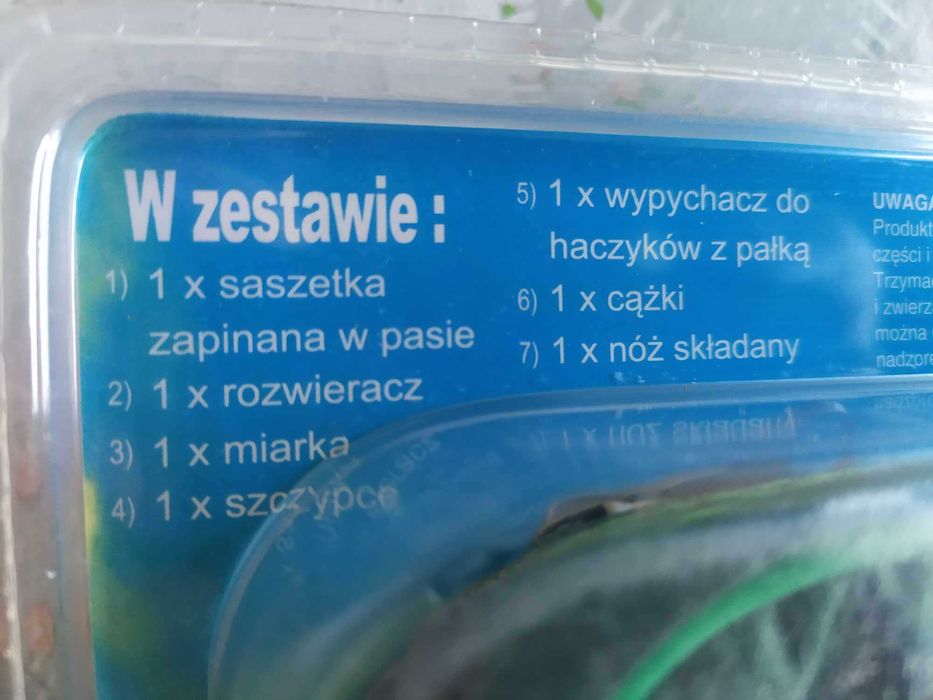 W zestawie :
1) 1 x saszetka
zapinana w pasie
2) 1 x rozwieracz
3) 1 x miarka
4) 1 x szczypce
5) 1 x wypychacz do
haczyków z pałką
6) 1 x cążki
7) 1 x nóż składany
UWAGA
Produkt
części i
i zwierz
można